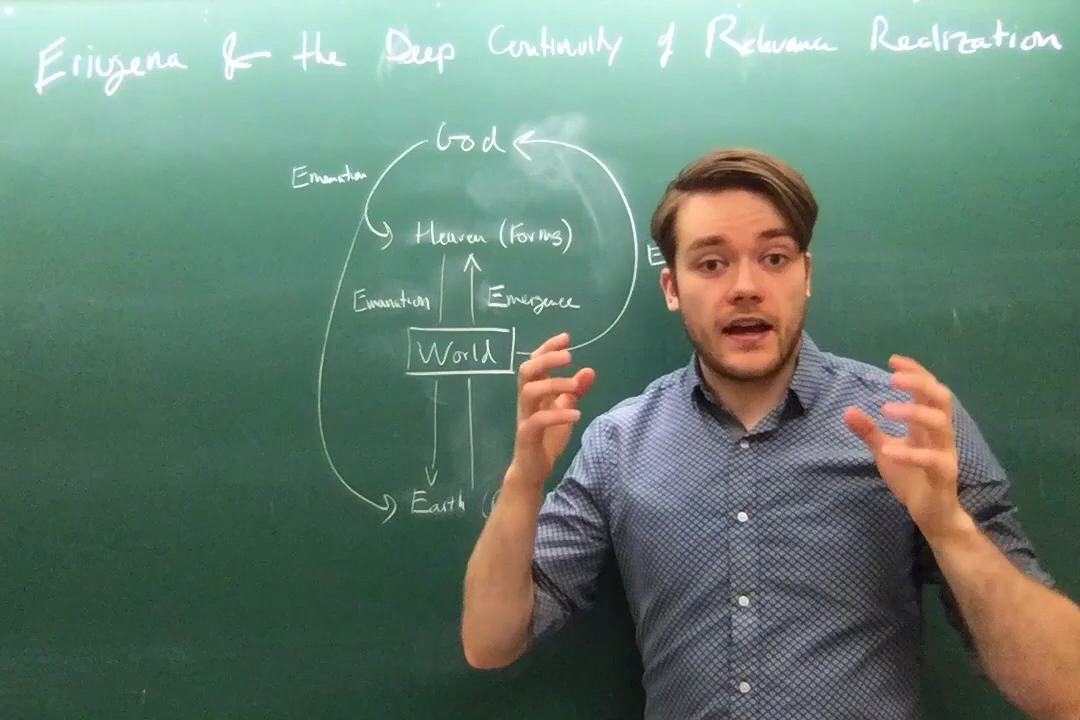 Eriugena & the Deep Continuity of Relevance Realization
God
Emanation
Heaven (Forms)
E
Emanation
Emergence
World
Earth (